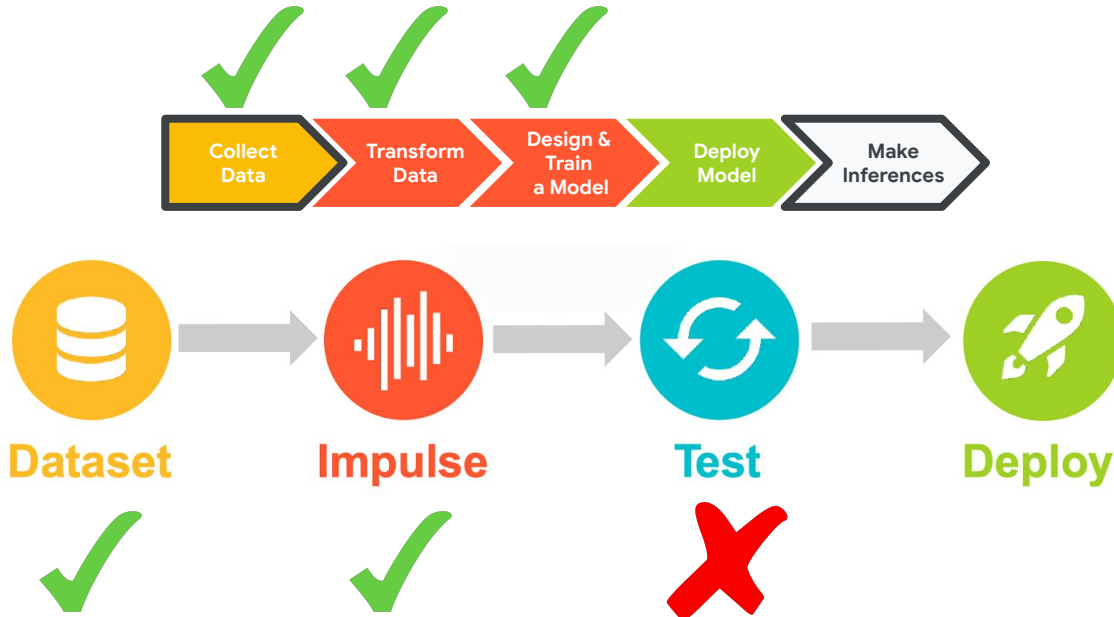 Collect
Data
Transform
Data
Design &
Train
a Model
Deploy
Model
Make
Inferences
Dataset
Impulse
Test
Deploy